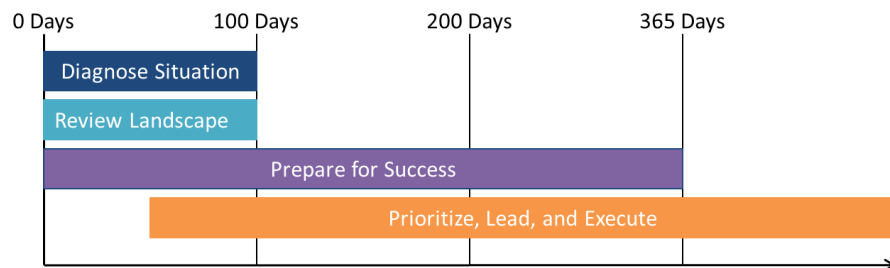 0 Days 100 Days 200 Days 365 Days
Diagnose Situation
Review Landscape
Prepare for Success
Prioritize, Lead, and Execute